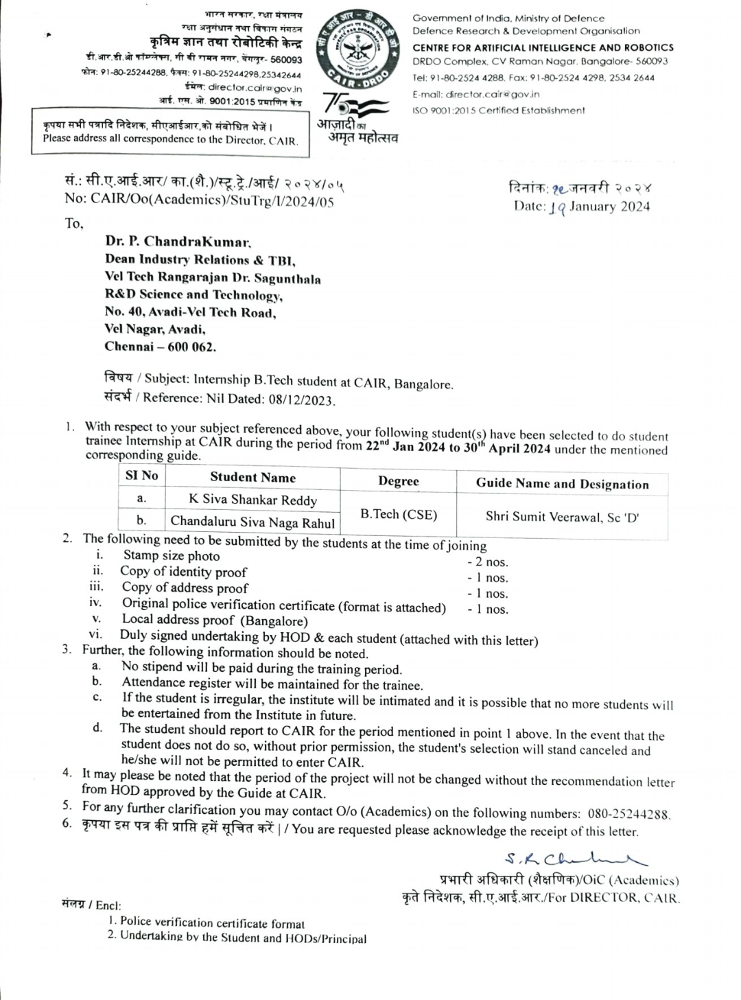 भारत सरकार, रक्षा मंत्रालय
रक्षा अनुसंधान तथा विकास संगठन
कृत्रिम ज्ञान तथा रोबोटिकी केन्द्र
डी.आर.डी.ओ कॉम्प्लेक्स, सी वी रामन नगर, बेंगलूर- 560093
फोन: 91-80-25244288, फैक्स: 91-80-25244298,25342644
ईमेल: director.cair@gov.in
आई. एस. ओ. 9001:2015 प्रमाणित केंद्र
कृपया सभी पत्रादि निदेशक, सीएआईआर,को संबोधित भेजें।
Please address all correspondence to the Director, CAIR.
सी ए आई आर - डी आर डी ओ
CAIR-DRDO
75
आज़ादी का
अमृत महोत्सव
Government of India, Ministry of Defence
Defence Research & Development Organisation
CENTRE FOR ARTIFICIAL INTELLIGENCE AND ROBOTICS
DRDO Complex, CV Raman Nagar, Bangalore- 560093
Tel: 91-80-2524 4288, Fax: 91-80-2524 4298, 2534 2644
E-mail: director.cair@gov.in
ISO 9001:2015 Certified Establishment
सं.: सी.ए.आई.आर/ का.(शै.)/स्टू.ट्रे./आई/ २०२४/०५
No: CAIR/Oo(Academics)/StuTrg/I/2024/05
दिनांक: १९ जनवरी २०२४
Date: 19 January 2024
To,
Dr. P. ChandraKumar,
Dean Industry Relations & TBI,
Vel Tech Rangarajan Dr. Sagunthala
R&D Science and Technology,
No. 40, Avadi-Vel Tech Road,
Vel Nagar, Avadi,
Chennai – 600 062.
विषय / Subject: Internship B.Tech student at CAIR, Bangalore.
संदर्भ / Reference: Nil Dated: 08/12/2023.
1. With respect to your subject referenced above, your following student(s) have been selected to do student
trainee Internship at CAIR during the period from 22nd Jan 2024 to 30th April 2024 under the mentioned
corresponding guide.
SI No Student Name Degree Guide Name and Designation
a. K Siva Shankar Reddy
B.Tech (CSE) Shri Sumit Veerawal, Sc 'D'
b. Chandaluru Siva Naga Rahul
2. The following need to be submitted by the students at the time of joining
i. Stamp size photo - 2 nos.
ii. Copy of identity proof - 1 nos.
iii. Copy of address proof - 1 nos.
iv. Original police verification certificate (format is attached) - 1 nos.
v. Local address proof (Bangalore)
vi. Duly signed undertaking by HOD & each student (attached with this letter)
3. Further, the following information should be noted.
a. No stipend will be paid during the training period.
b. Attendance register will be maintained for the trainee.
c. If the student is irregular, the institute will be intimated and it is possible that no more students will
be entertained from the Institute in future.
d. The student should report to CAIR for the period mentioned in point 1 above. In the event that the
student does not do so, without prior permission, the student's selection will stand canceled and
he/she will not be permitted to enter CAIR.
4. It may please be noted that the period of the project will not be changed without the recommendation letter
from HOD approved by the Guide at CAIR.
5. For any further clarification you may contact O/o (Academics) on the following numbers: 080-25244288.
6. कृपया इस पत्र की प्राप्ति हमें सूचित करें | / You are requested please acknowledge the receipt of this letter.
प्रभारी अधिकारी (शैक्षणिक)/OiC (Academics)
कृते निदेशक, सी.ए.आई.आर./For DIRECTOR, CAIR.
संलग्न / Encl:
1. Police verification certificate format
2. Undertaking by the Student and HODs/Principal